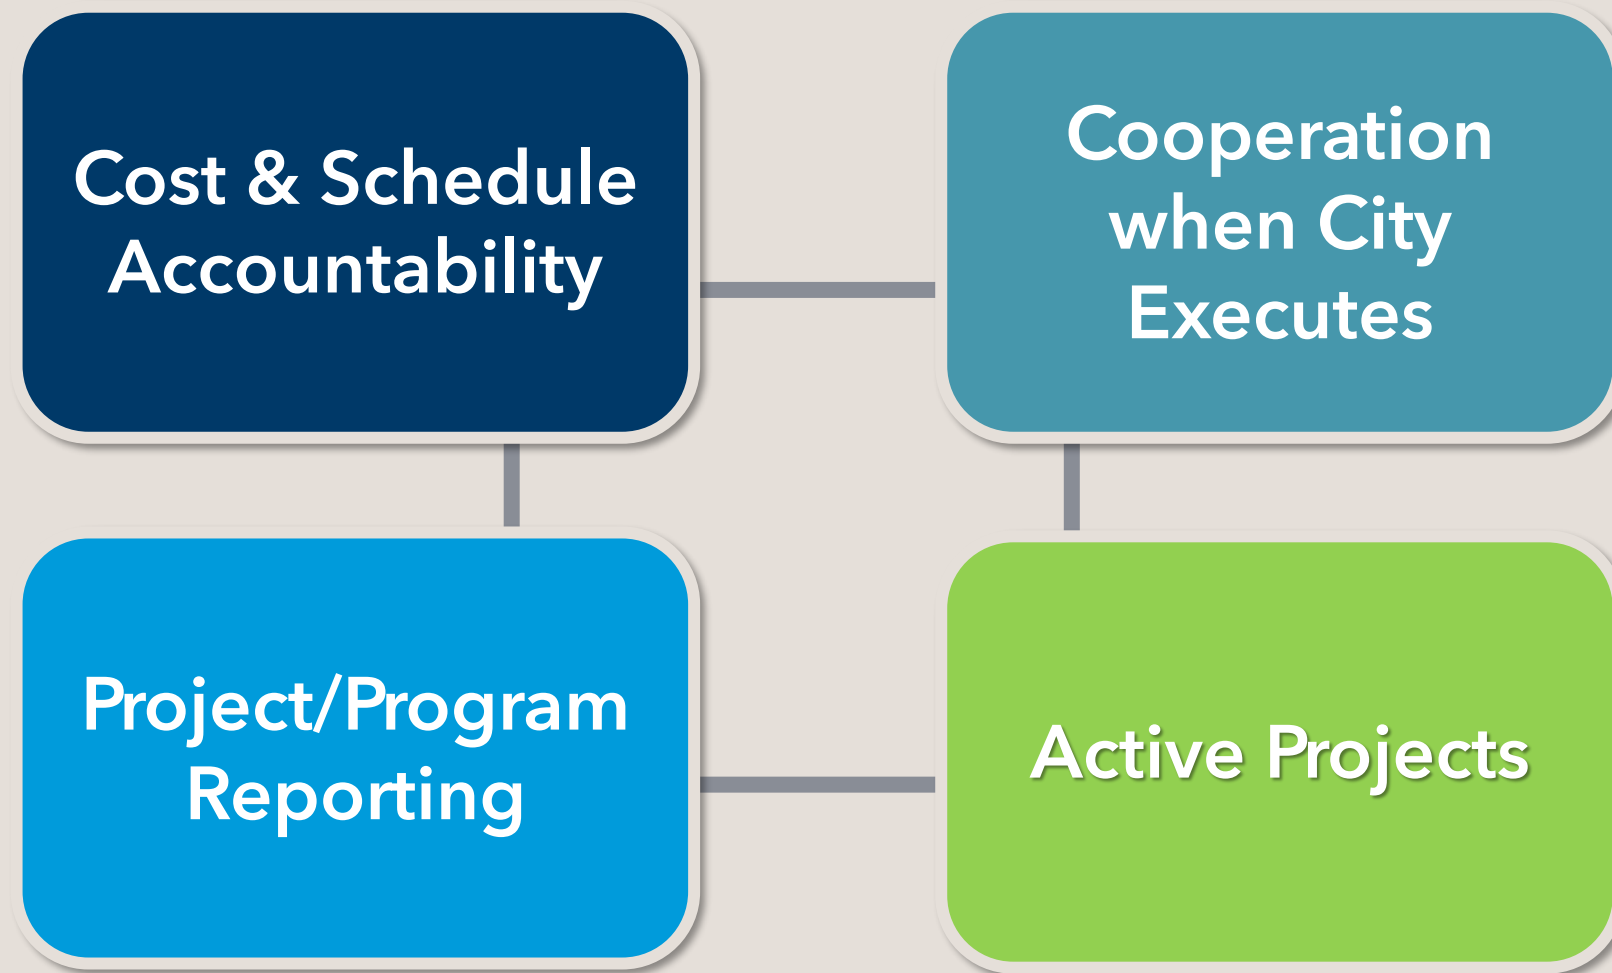 Cost & Schedule
Accountability
Cooperation
when City
Executes
Project/Program
Reporting
Active Projects